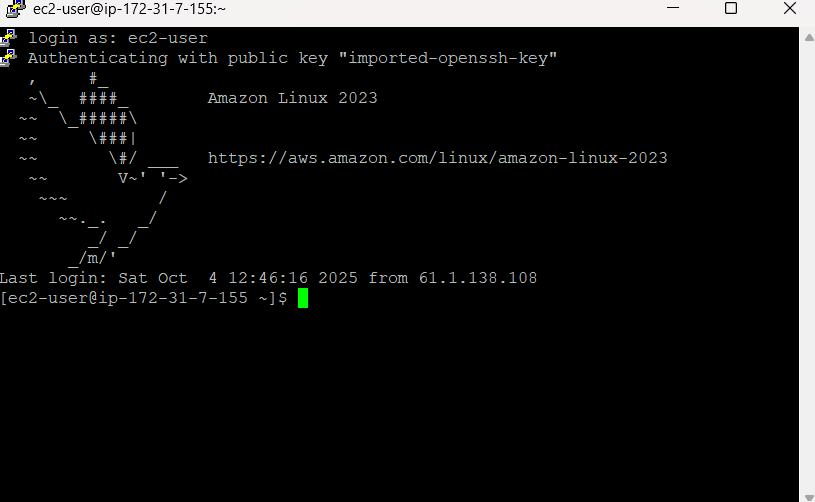 ec2-user@ip-172-31-7-155:~
login as: ec2-user
Authenticating with public key "imported-openssh-key"
   ,     #_
   ~\_  ####_        Amazon Linux 2023
  ~~  \_#####\
  ~~     \###|
  ~~       \#/ ___   https://aws.amazon.com/linux/amazon-linux-2023
   ~~       V~' '->
    ~~~         /
      ~~._.   _/
         _/ _/
       _/m/'
Last login: Sat Oct  4 12:46:16 2025 from 61.1.138.108
[ec2-user@ip-172-31-7-155 ~]$